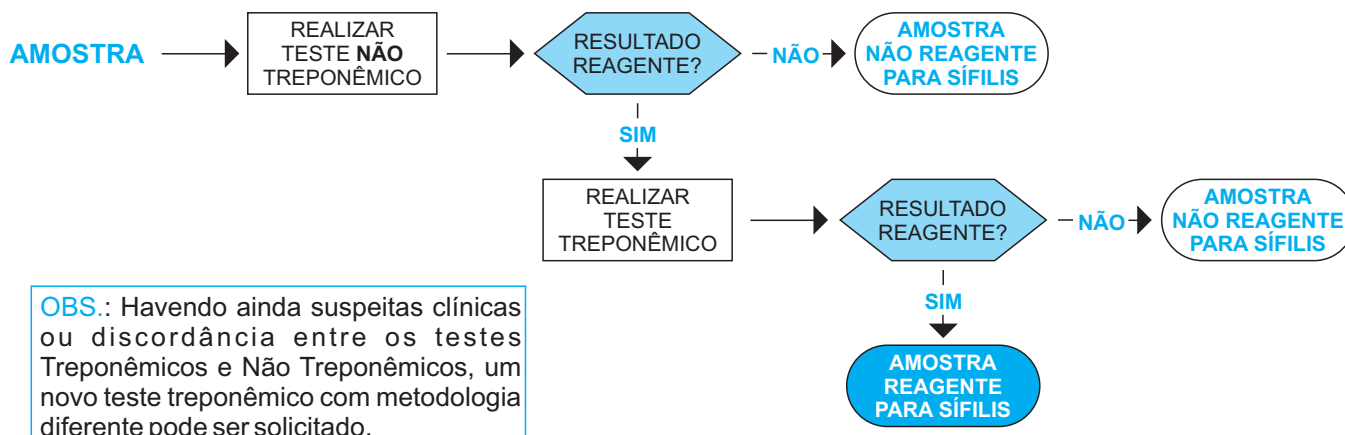 AMOSTRA
REALIZAR
TESTE NÃO
TREPONÊMICO
RESULTADO
REAGENTE?
NÃO
AMOSTRA
NÃO REAGENTE
PARA SÍFILIS
SIM
REALIZAR
TESTE
TREPONÊMICO
RESULTADO
REAGENTE?
NÃO
AMOSTRA
NÃO REAGENTE
PARA SÍFILIS
SIM
AMOSTRA
REAGENTE
PARA SÍFILIS
OBS.: Havendo ainda suspeitas clínicas
ou discordância entre os testes
Treponêmicos e Não Treponêmicos, um
novo teste treponêmico com metodologia
diferente pode ser solicitado.